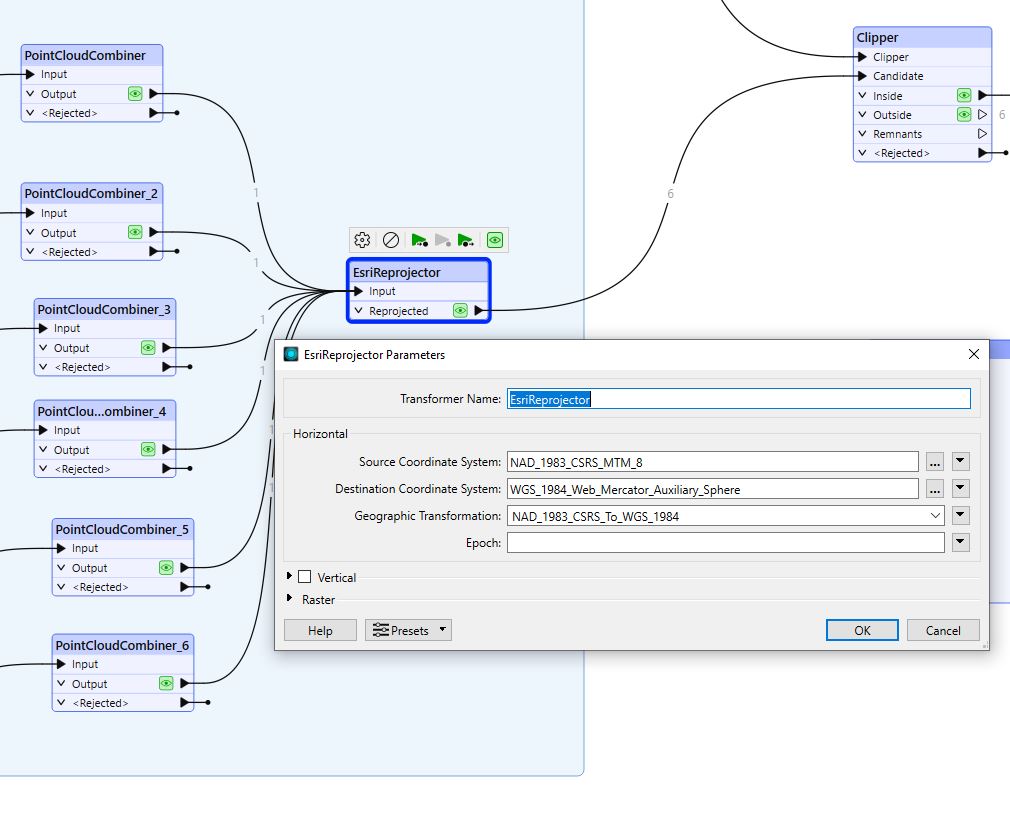 PointCloudCombiner
Input
Output
<Rejected>
1
PointCloudCombiner_2
Input
Output
<Rejected>
1
PointCloudCombiner_3
Input
Output
<Rejected>
1
PointClou...ombiner_4
Input
Output
<Rejected>
1
PointCloudCombiner_5
Input
Output
<Rejected>
1
PointCloudCombiner_6
Input
Output
<Rejected>
1
EsriReprojector
Input
Reprojected
6
Clipper
Clipper
Candidate
Inside
Outside
6
Remnants
<Rejected>
EsriReprojector Parameters
Transformer Name: EsriReprojector
Horizontal
Source Coordinate System: NAD_1983_CSRS_MTM_8 ...
Destination Coordinate System: WGS_1984_Web_Mercator_Auxiliary_Sphere ...
Geographic Transformation: NAD_1983_CSRS_To_WGS_1984
Epoch:
Vertical
Raster
Help Presets OK Cancel